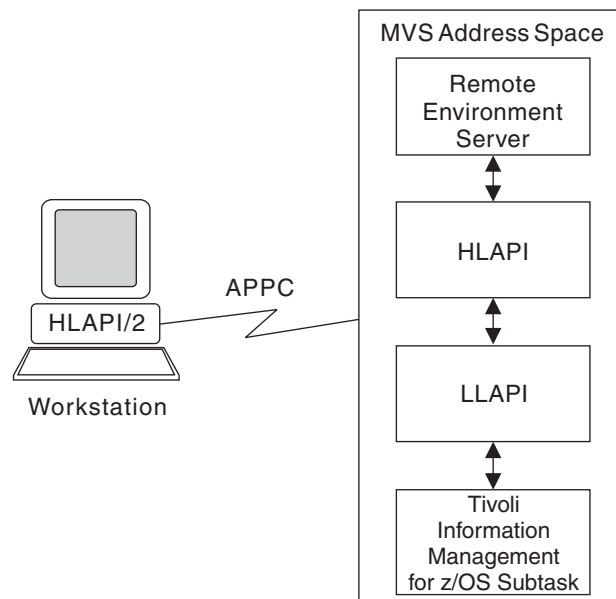 MVS Address Space
Remote
Environment
Server
HLAPI
APPC
HLAPI/2
LLAPI
Workstation
Tivoli
Information
Management
for z/OS Subtask